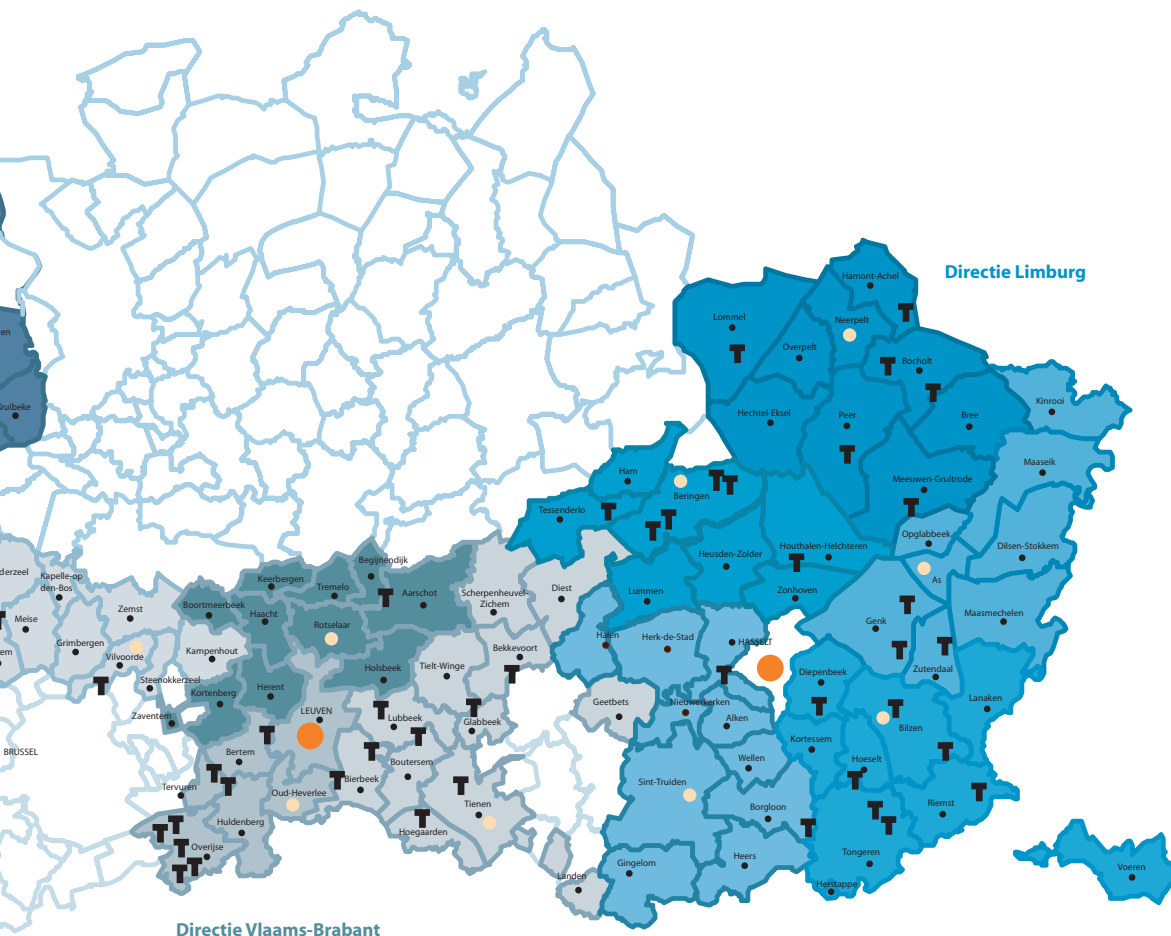 Directie Limburg
Hamont-Achel
Lommel
Neerpelt
Overpelt
Bocholt
Kinrooi
Hechtel-Eksel
Peer
Bree
Kruibeke
Maaseik
Ham
Meeuwen-Gruitrode
Beringen
Tessenderlo
Opglabbeek
Dilsen-Stokkem
Houthalen-Helchteren
Heusden-Zolder
Begijnendijk
As
Kapelle-op
den-Bos
Keerbergen
Tremelo
Aarschot
Scherpenheuvel-
Zichem
Diest
Lummen
Zonhoven
Boortmeerbeek
Zemst
Haacht
Maasmechelen
Meise
Rotselaar
Genk
Halen
Herk-de-Stad
HASSELT
Grimbergen
Vilvoorde
Kampenhout
Bekkevoort
Tielt-Winge
Holsbeek
Zutendaal
Diepenbeek
Steenokkerzeel
Herent
Kortenberg
Lanaken
Geetbets
Nieuwerkerken
Zaventem
LEUVEN
Lubbeek
Glabbeek
Alken
Bilzen
Kortessem
BRUSSEL
Bertem
Boutersem
Wellen
Hoeselt
Tervuren
Bierbeek
Sint-Truiden
Oud-Heverlee
Tienen
Borgloon
Riemst
Huldenberg
Hoegaarden
Overijse
Heers
Tongeren
Gingelom
Voeren
Landen
Herstappe
Directie Vlaams-Brabant